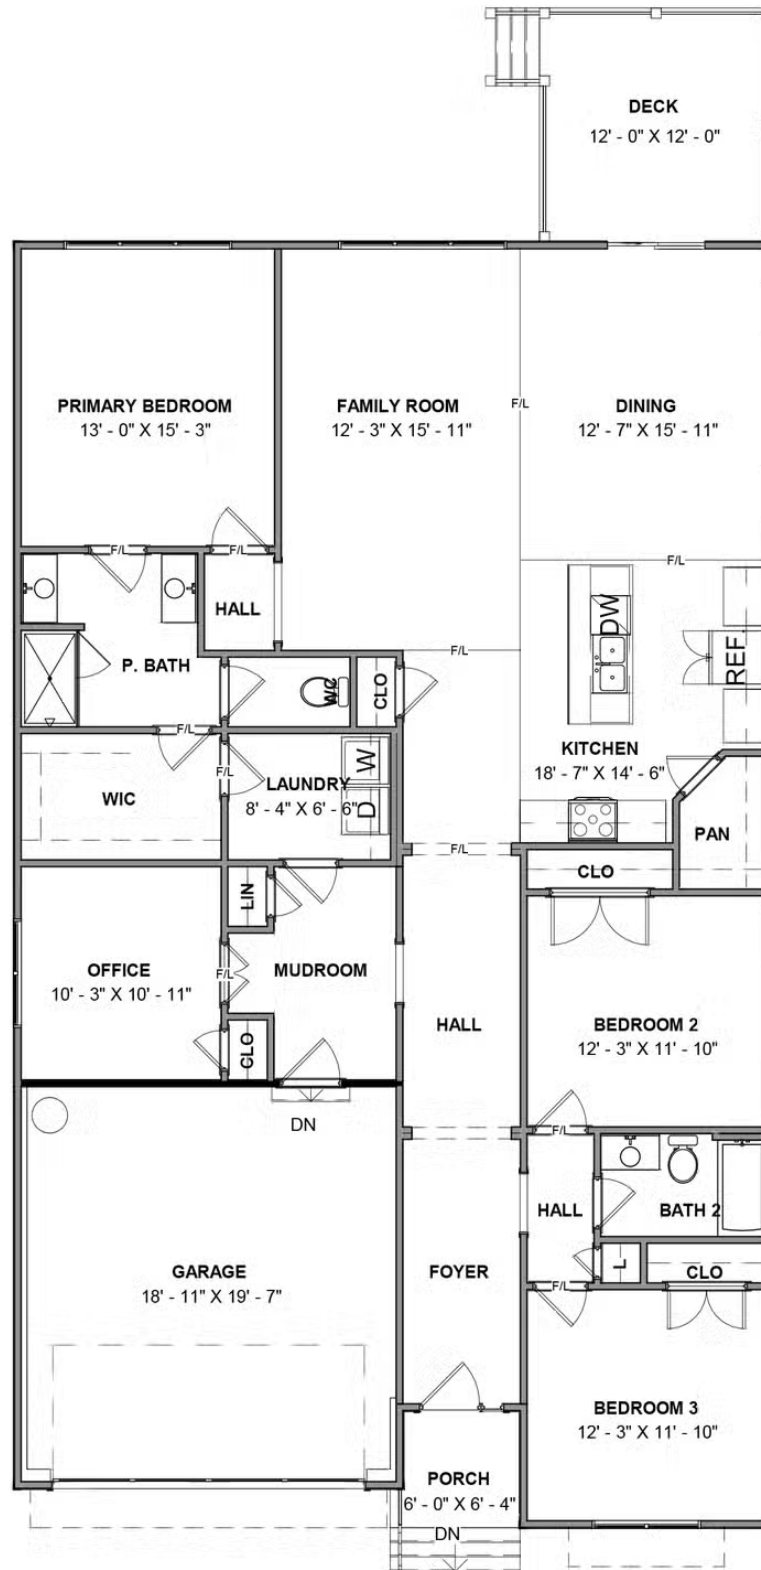 DECK
12' - 0" X 12' - 0"
PRIMARY BEDROOM
13' - 0" X 15' - 3"
FAMILY ROOM
12' - 3" X 15' - 11"
F/L
DINING
12' - 7" X 15' - 11"
F/L
F/L
F/L
HALL
DW
REF
P. BATH
WC
CLO
F/L
F/L
KITCHEN
18' - 7" X 14' - 6"
WIC
F/L
LAUNDRY
8' - 4" X 6' - 6"
W
D
PAN
F/L
CLO
LIN
OFFICE
10' - 3" X 10' - 11"
F/L
MUDROOM
CLO
HALL
BEDROOM 2
12' - 3" X 11' - 10"
DN
F/L
HALL
BATH 2
GARAGE
18' - 11" X 19' - 7"
FOYER
L
CLO
F/L
BEDROOM 3
12' - 3" X 11' - 10"
PORCH
6' - 0" X 6' - 4"
DN